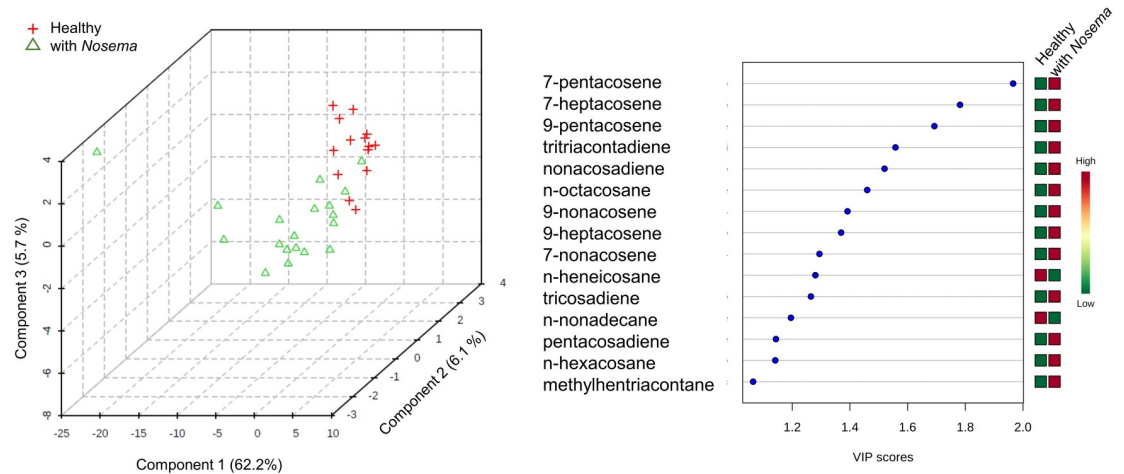 Healthy
with Nosema
4
2
0
-2
-4
-6
-8
Component 3 (5.7 %)
-25
-20
-15
-10
-5
0
5
10
Component 1 (62.2%)
-3
-2
-1
0
1
2
3
4
Component 2 (6.1 %)
7-pentacosene
7-heptacosene
9-pentacosene
tritriacontadiene
nonacosadiene
n-octacosane
9-nonacosene
9-heptacosene
7-nonacosene
n-heneicosane
tricosadiene
n-nonadecane
pentacosadiene
n-hexacosane
methylhentriacontane
1.2
1.4
1.6
1.8
2.0
VIP scores
Healthy
with Nosema
High
Low